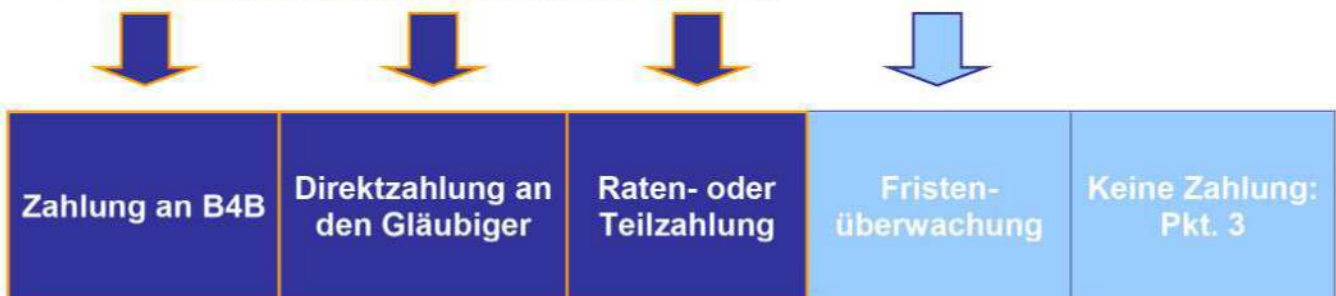 Zahlung an B4B
Direktzahlung an
den Gläubiger
Raten- oder
Teilzahlung
Fristen-
überwachung
Keine Zahlung:
Pkt. 3